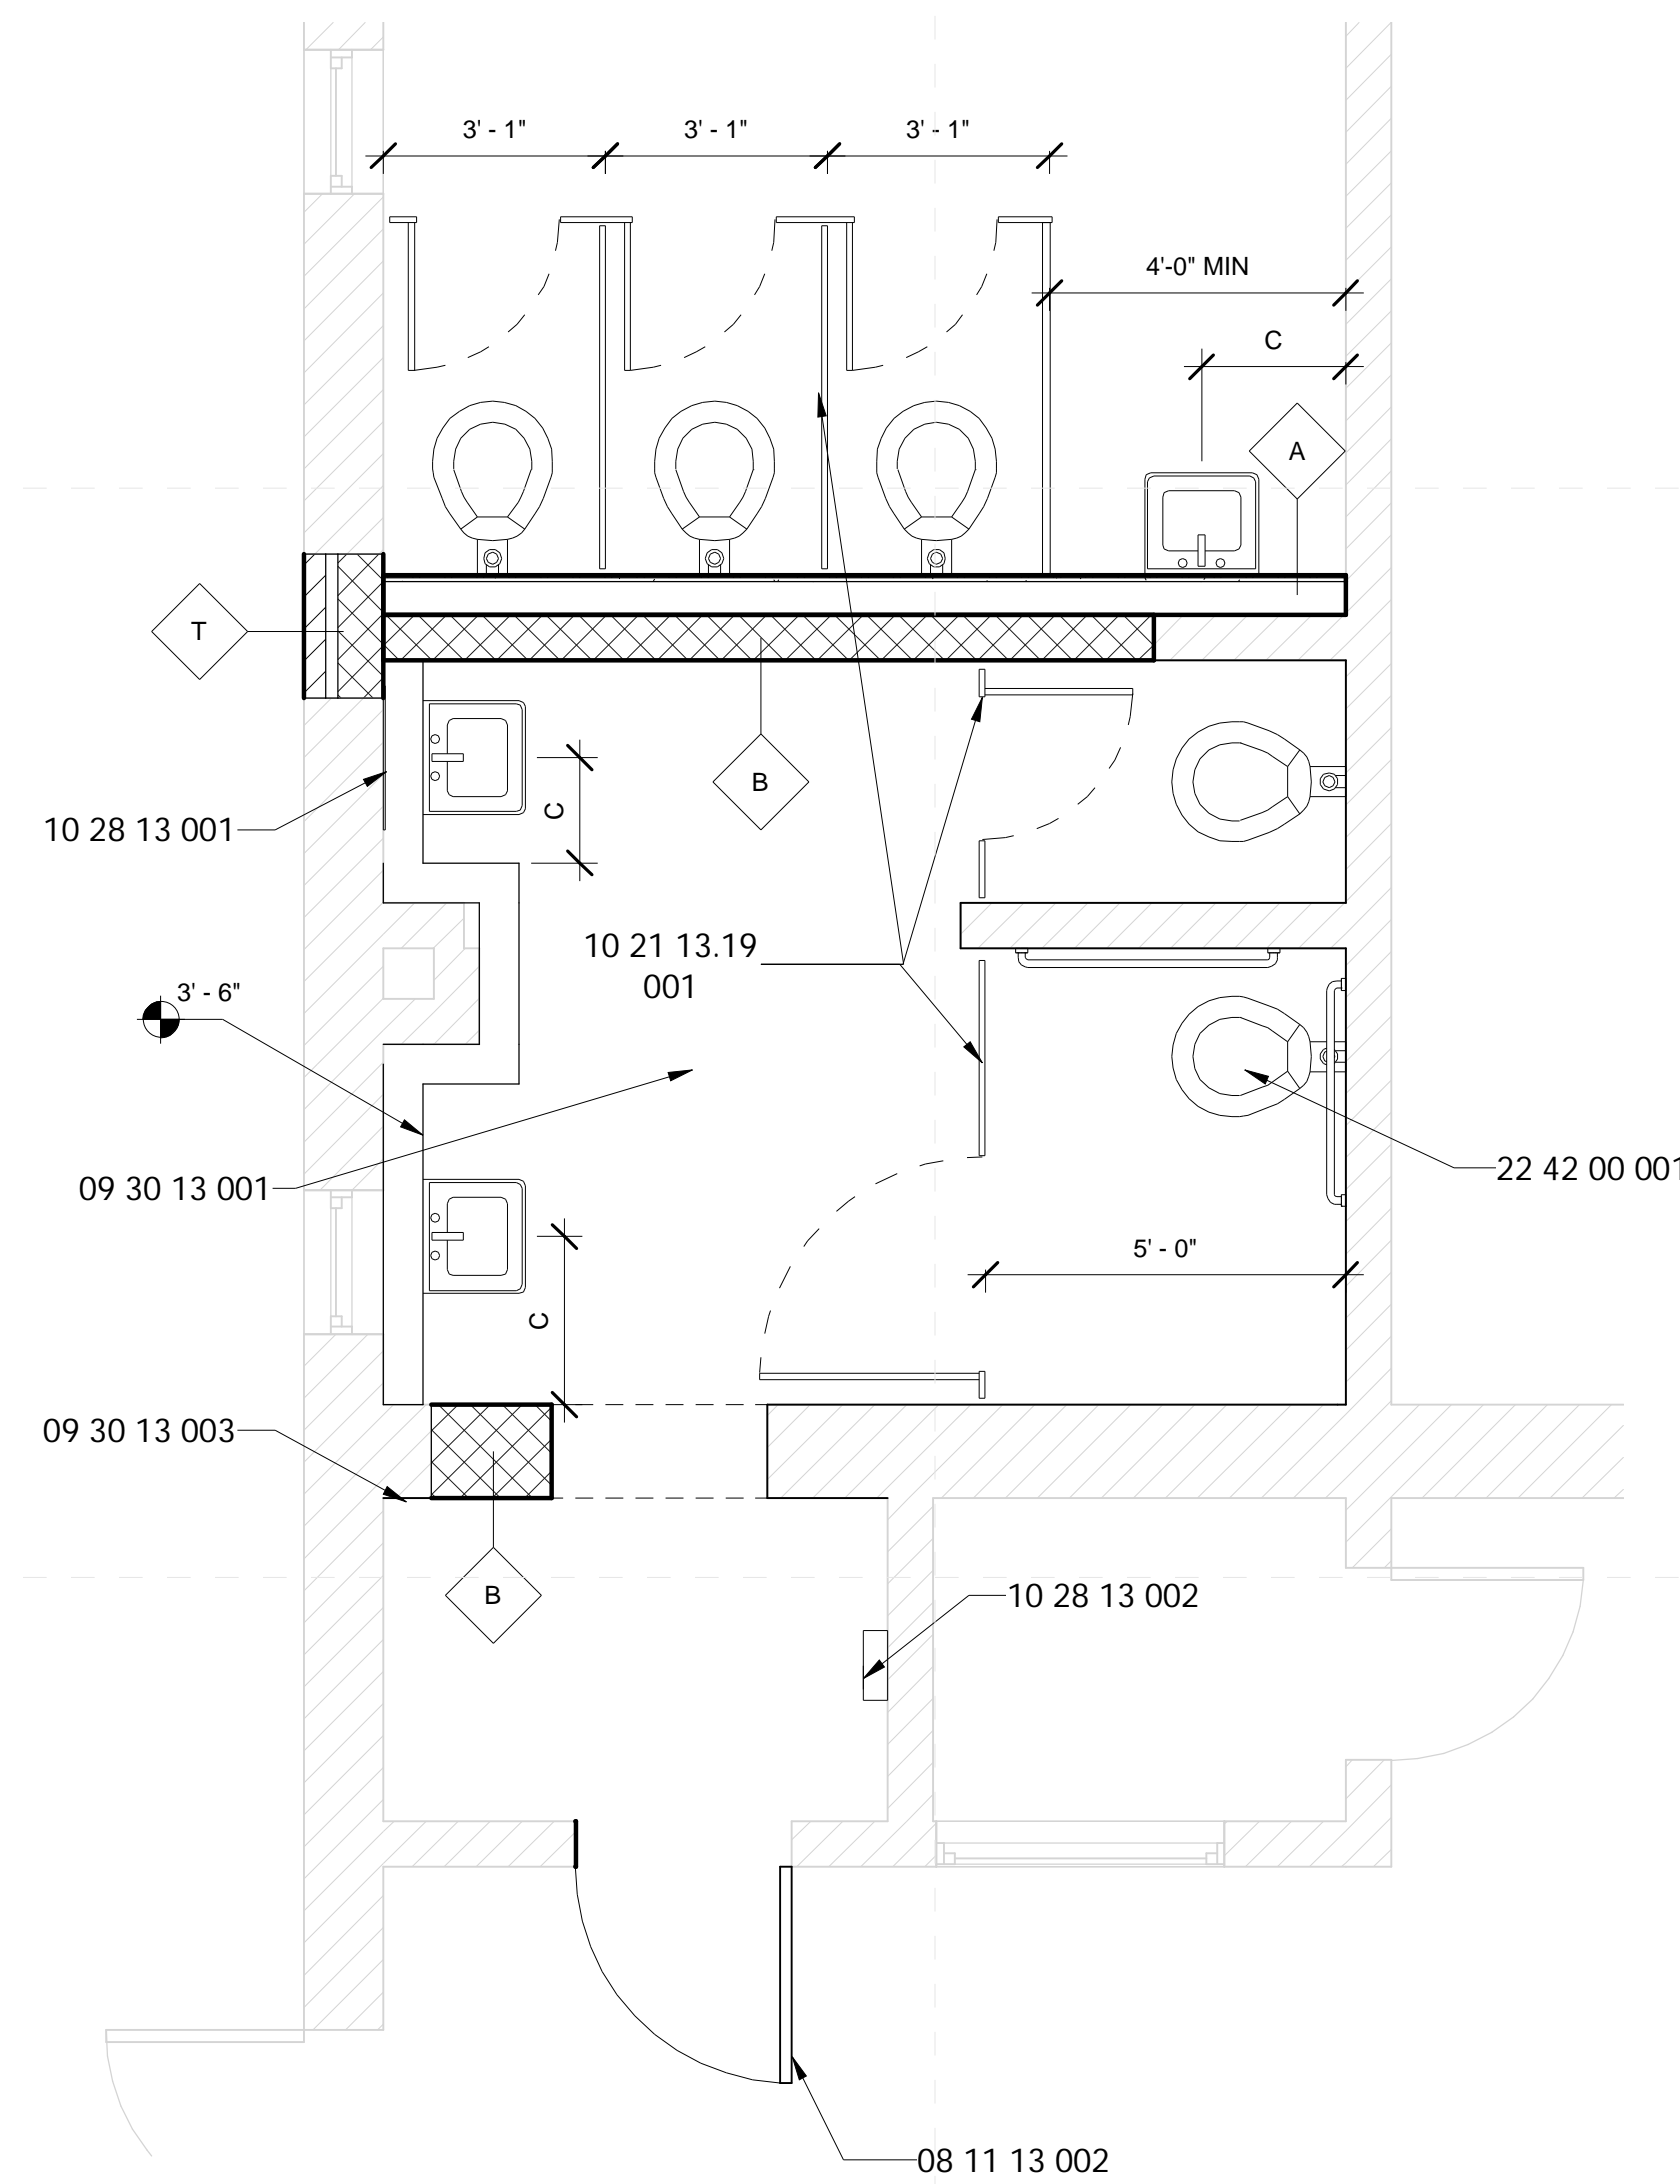 3' - 1" 3' - 1" 3' - 1"
4'-0" MIN
C
A
T
B
C
10 28 13 001
10 21 13.19
001
3' - 6"
09 30 13 001
22 42 00 001
5' - 0"
C
09 30 13 003
B
10 28 13 002
08 11 13 002